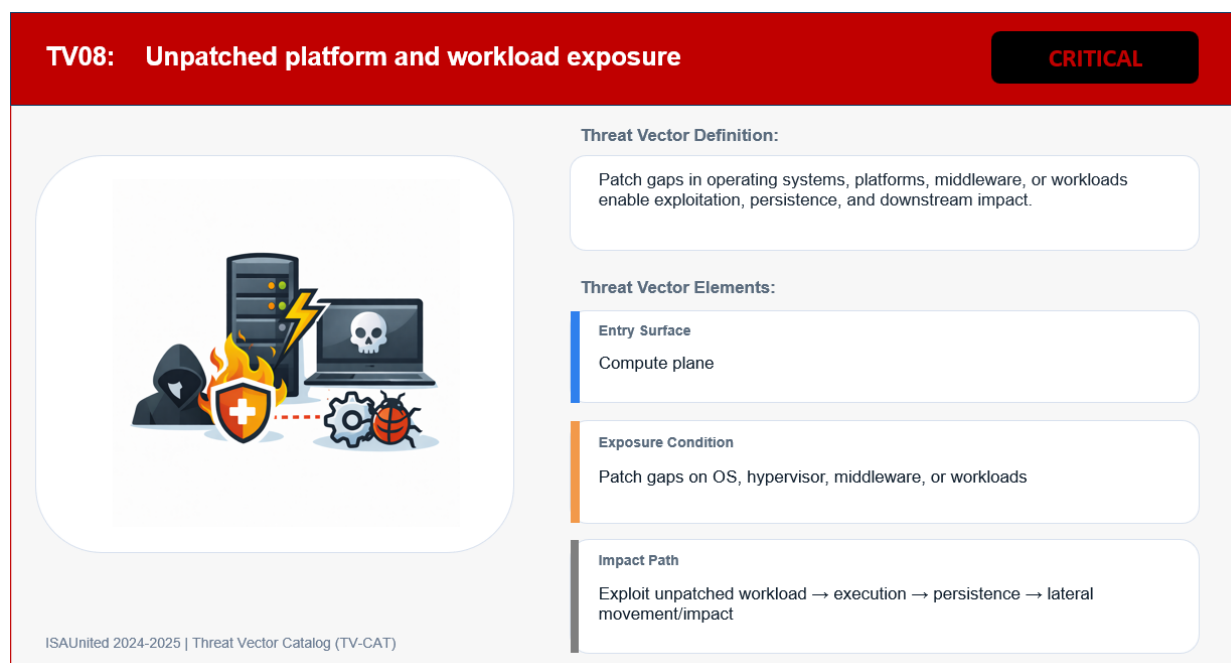 TV08: Unpatched platform and workload exposure
CRITICAL
Threat Vector Definition:
Patch gaps in operating systems, platforms, middleware, or workloads
enable exploitation, persistence, and downstream impact.
Threat Vector Elements:
Entry Surface
Compute plane
Exposure Condition
Patch gaps on OS, hypervisor, middleware, or workloads
Impact Path
Exploit unpatched workload → execution → persistence → lateral
movement/impact
ISAUnited 2024-2025 | Threat Vector Catalog (TV-CAT)